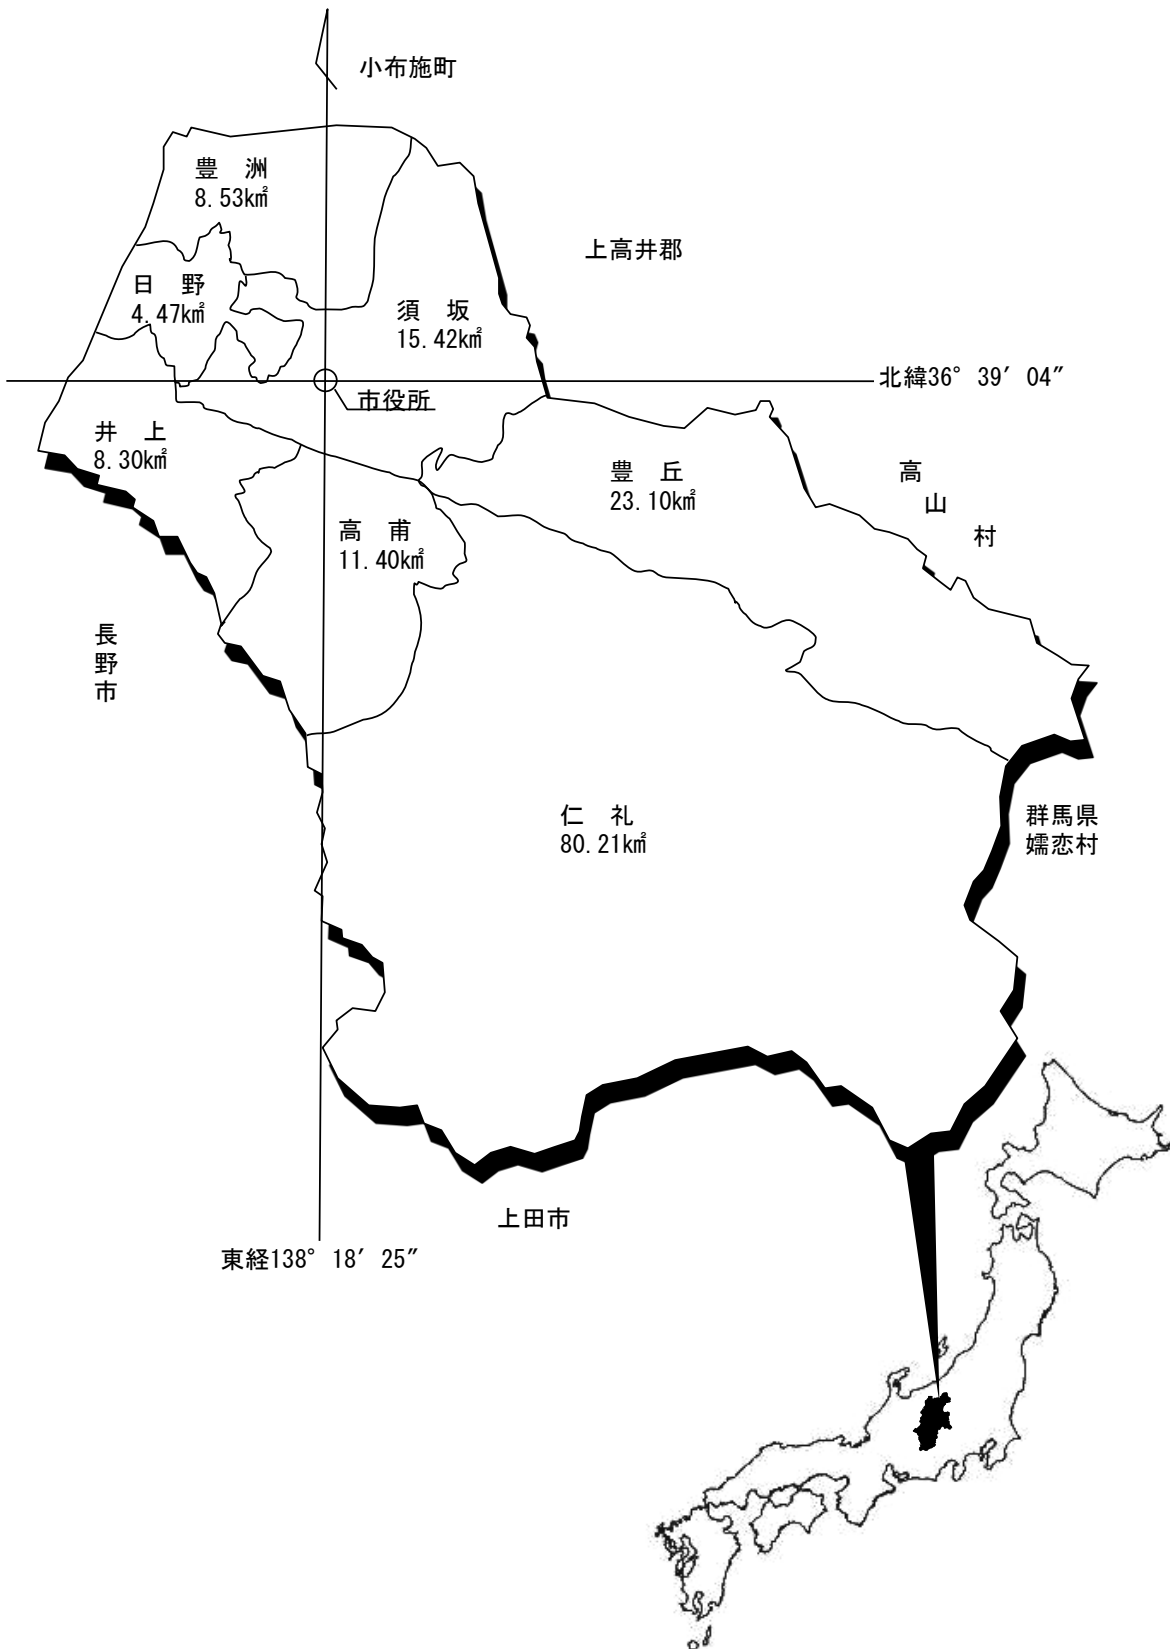 小布施町
豊 洲
8.53k㎡
上高井郡
日 野
4.47k㎡
須 坂
15.42k㎡
北緯36° 39′ 04″
市役所
井 上
8.30k㎡
豊 丘
23.10k㎡
高
山
村
高 甫
11.40k㎡
長
野
市
仁 礼
80.21k㎡
群馬県
嬬恋村
上田市
東経138° 18′ 25″